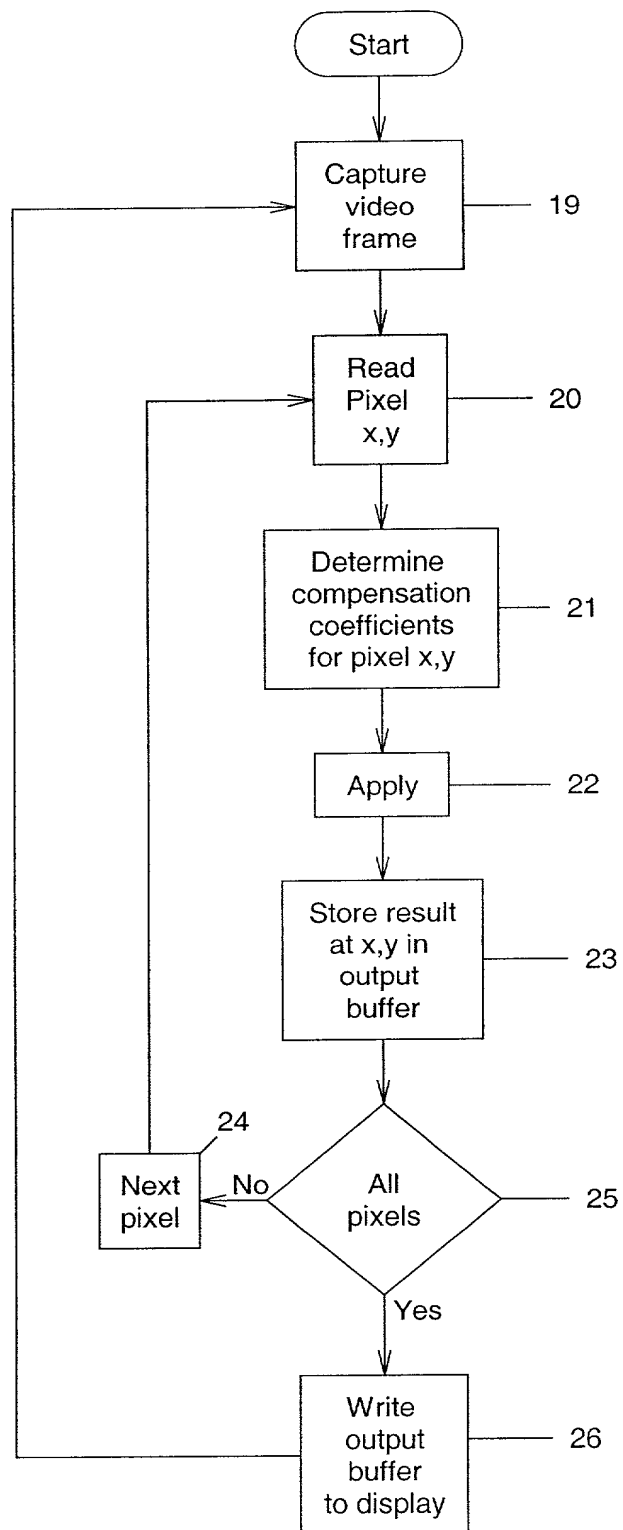 Start
Capture
video
frame
19
Read
Pixel
x,y
20
Determine
compensation
coefficients
for pixel x,y
21
Apply
22
Store result
at x,y in
output
buffer
23
24
Next
pixel
No
All
pixels
25
Yes
Write
output
buffer
to display
26